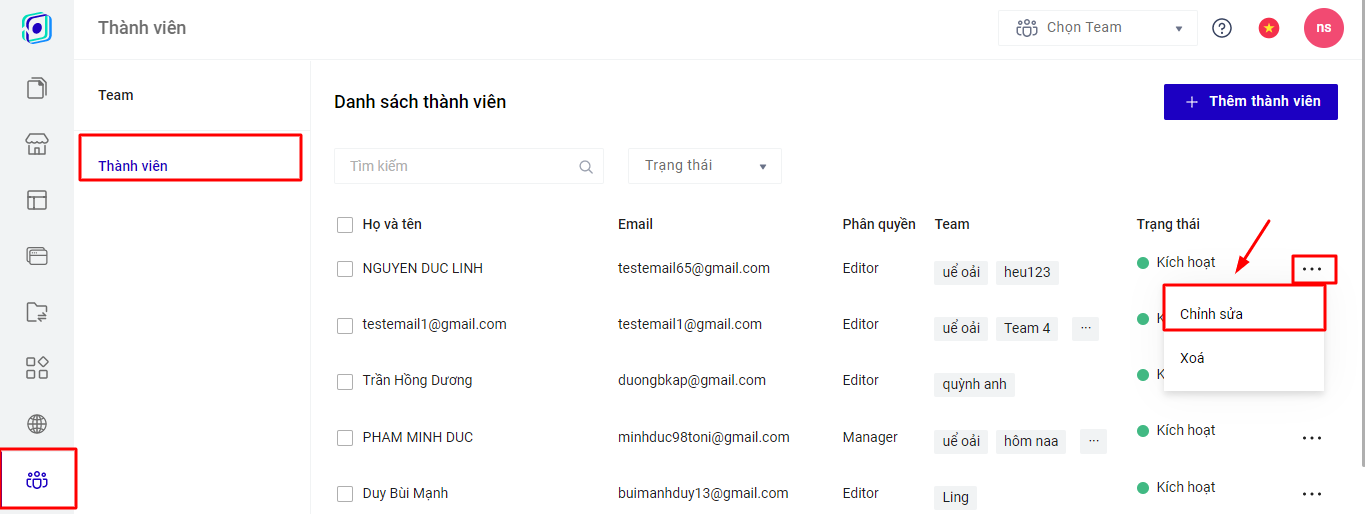 Thành viên
Chọn Team
ns
Team
Thành viên
Danh sách thành viên
+ Thêm thành viên
Tìm kiếm
Trạng thái
Họ và tên Email Phân quyền Team Trạng thái
NGUYEN DUC LINH testemail65@gmail.com Editor uể oải heu123 Kích hoạt ...
testemail1@gmail.com testemail1@gmail.com Editor uể oải Team 4 ... K
Chỉnh sửa
Xoá
Trần Hồng Dương duongbkap@gmail.com Editor quỳnh anh K
PHAM MINH DUC minhduc98toni@gmail.com Manager uể oải hôm naa ... Kích hoạt ...
Duy Bùi Mạnh buimanhduy13@gmail.com Editor Ling Kích hoạt ...